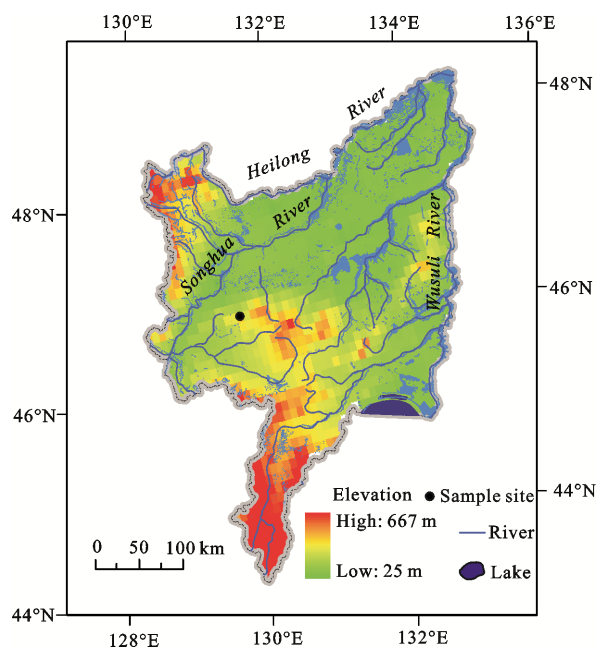 130°E 132°E 134°E 136°E
48°N
River
Heilong
48°N
River
Songhua
Wusuli River
46°N
46°N
Elevation
Sample site
44°N
High: 667 m
River
0 50 100 km
Low: 25 m
Lake
44°N
128°E 130°E 132°E